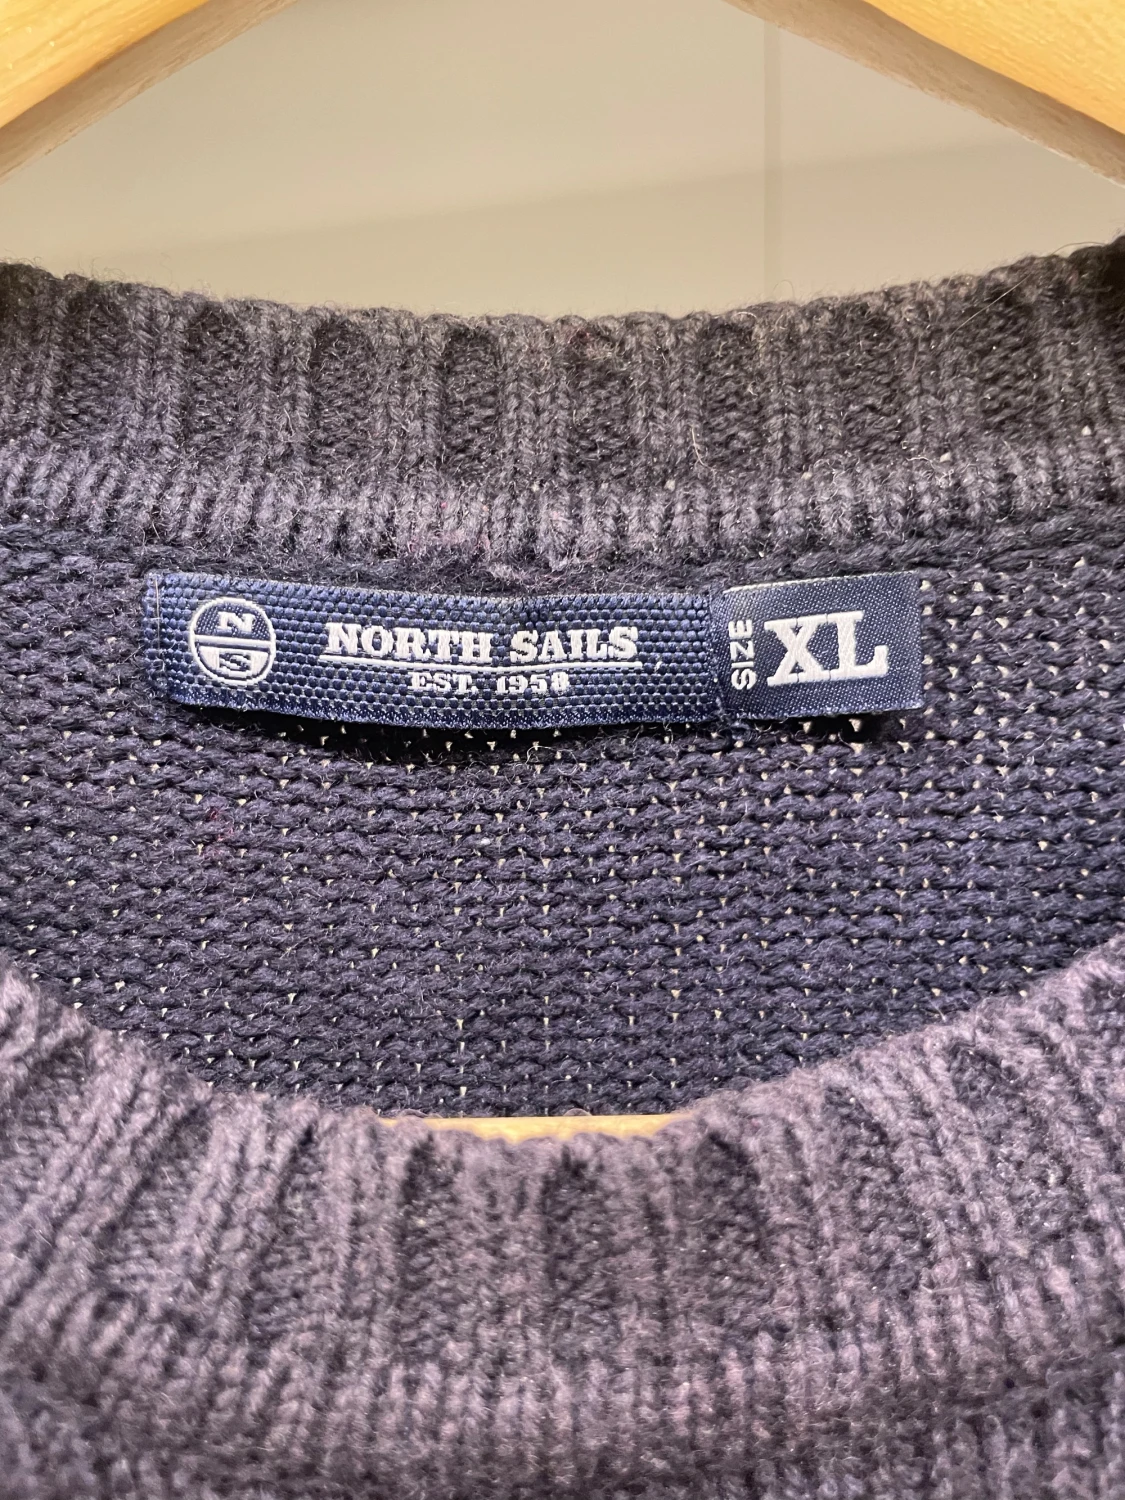 N
S
NORTH SAILS
EST. 1958
SIZE XL